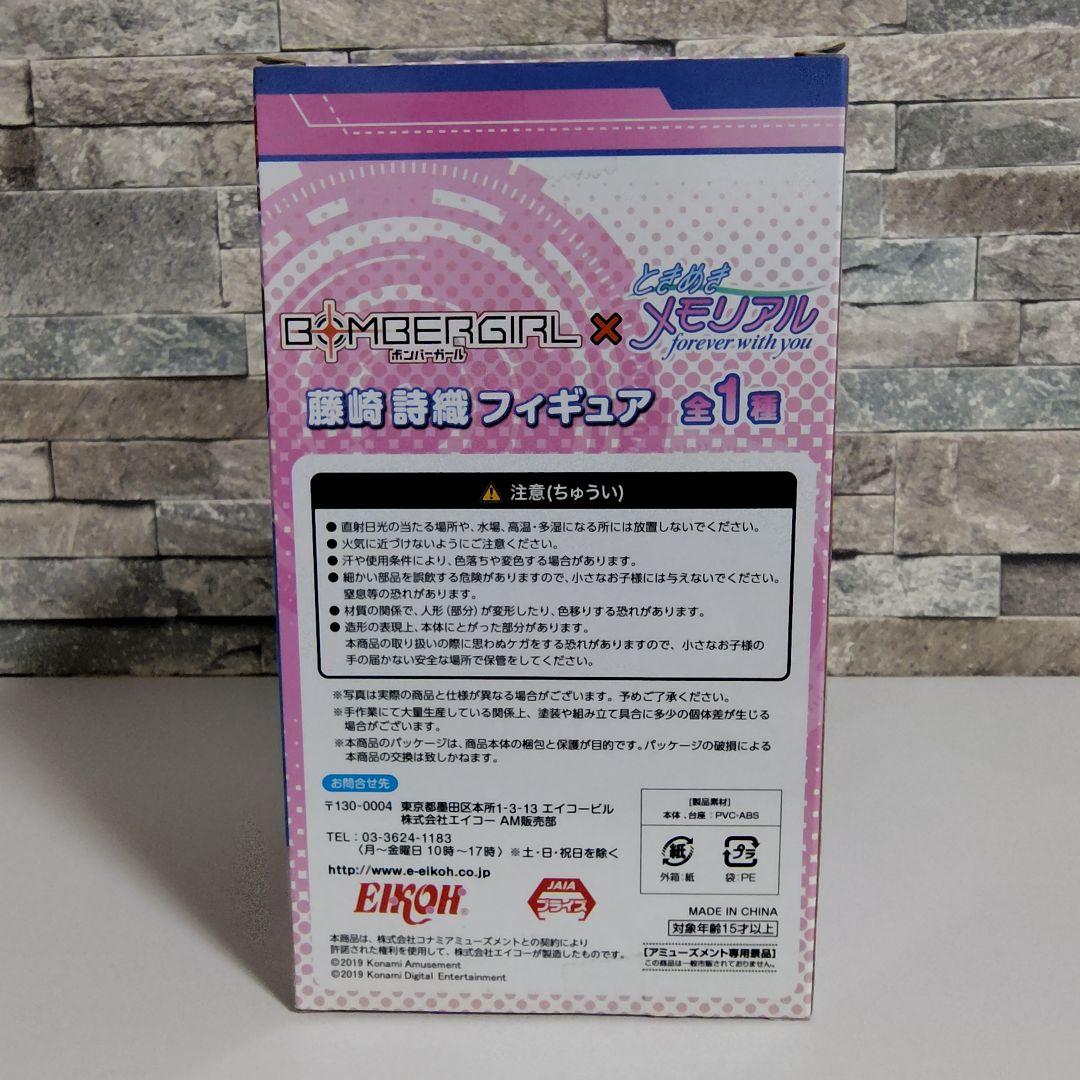 BOMBERGIRL
ボンバーガール
×
ときめき
メモリアル
forever with you
藤崎 詩織 フィギュア 全1種
注意(ちゅうい)
● 直射日光の当たる場所や、水場、高温・多湿になる所には放置しないでください。
● 火気に近づけないようにご注意ください。
● 汗や使用条件により、色落ちや変色する場合があります。
● 細かい部品を誤飲する危険がありますので、小さなお子様には与えないでください。
窒息等の恐れがあります。
● 材質の関係で、人形(部分)が変形したり、色移りする恐れがあります。
● 造形の表現上、本体にとがった部分があります。
本商品の取り扱いの際に思わぬケガをする恐れがありますので、小さなお子様の
手の届かない安全な場所で保管をしてください。
※写真は実際の商品と仕様が異なる場合がございます。予めご了承ください。
※手作業にて大量生産している関係上、塗装や組み立て具合に多少の個体差が生じる
場合がございます。
※本商品のパッケージは、商品本体の梱包と保護が目的です。パッケージの破損による
本商品の交換は致しかねます。
お問合せ先
〒130-0004 東京都墨田区本所1-3-13 エイコービル
株式会社エイコー AM販売部
TEL:03-3624-1183
〈月〜金曜日 10時〜17時〉※土・日・祝日を除く
http://www.e-eikoh.co.jp
EIKOH®
JAIA
プライズ
本商品は、株式会社コナミアミューズメントとの契約により
許諾された権利を使用して、株式会社エイコーが製造したものです。
©2019 Konami Amusement
©2019 Konami Digital Entertainment
[製品素材]
本体、台座:PVC・ABS
紙
プラ
外箱:紙
袋:PE
MADE IN CHINA
対象年齢15才以上
【アミューズメント専用景品】
この商品は一般市販されておりません。